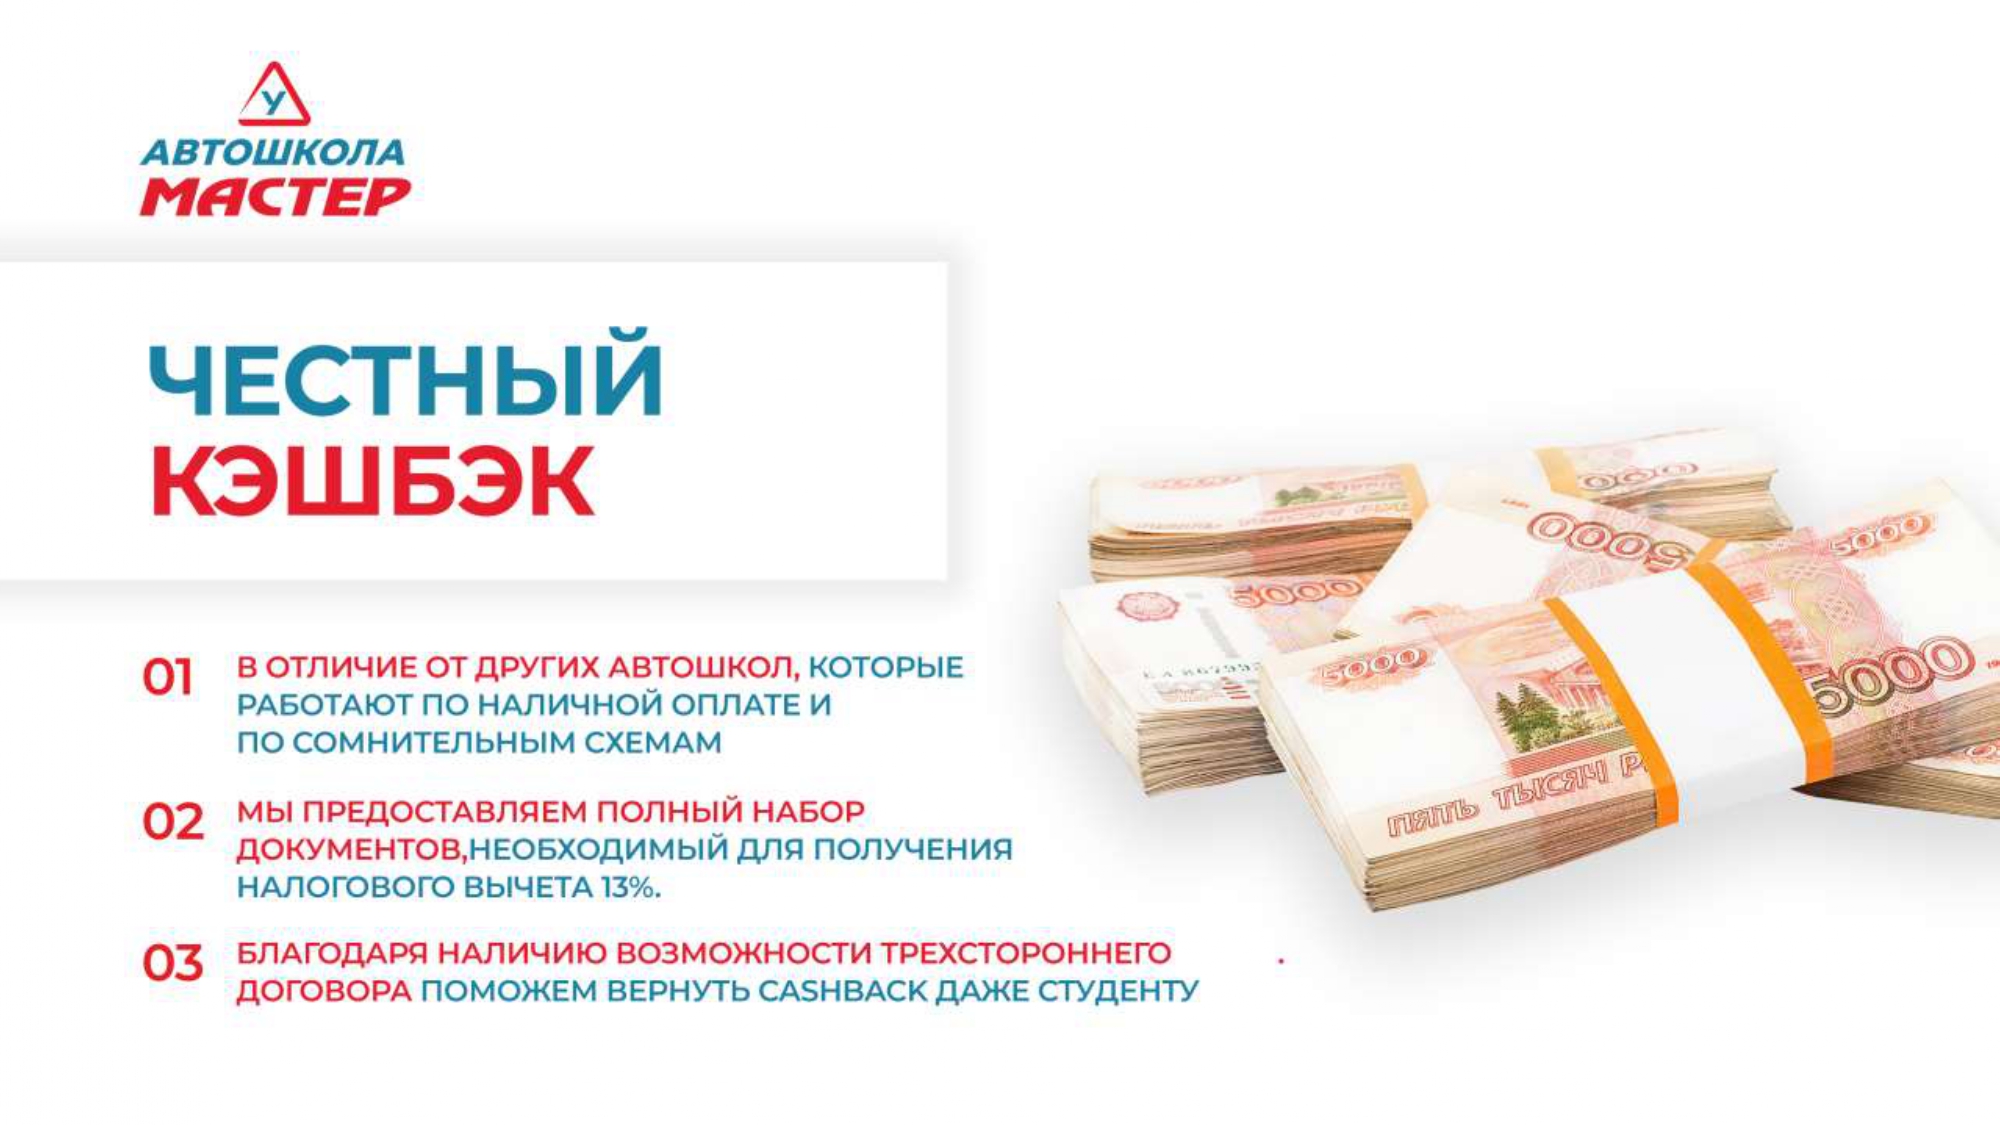 У
АВТОШКОЛА
МАСТЕР
ЧЕСТНЫЙ
КЭШБЭК
01
В ОТЛИЧИЕ ОТ ДРУГИХ АВТОШКОЛ, КОТОРЫЕ
РАБОТАЮТ ПО НАЛИЧНОЙ ОПЛАТЕ И
ПО СОМНИТЕЛЬНЫМ СХЕМАМ
02
МЫ ПРЕДОСТАВЛЯЕМ ПОЛНЫЙ НАБОР
ДОКУМЕНТОВ,НЕОБХОДИМЫЙ ДЛЯ ПОЛУЧЕНИЯ
НАЛОГОВОГО ВЫЧЕТА 13%.
03
БЛАГОДАРЯ НАЛИЧИЮ ВОЗМОЖНОСТИ ТРЕХСТОРОННЕГО .
ДОГОВОРА ПОМОЖЕМ ВЕРНУТЬ CASHBACK ДАЖЕ СТУДЕНТУ
5000
5000
5000
5000
5000
ПЯТЬ ТЫСЯЧ